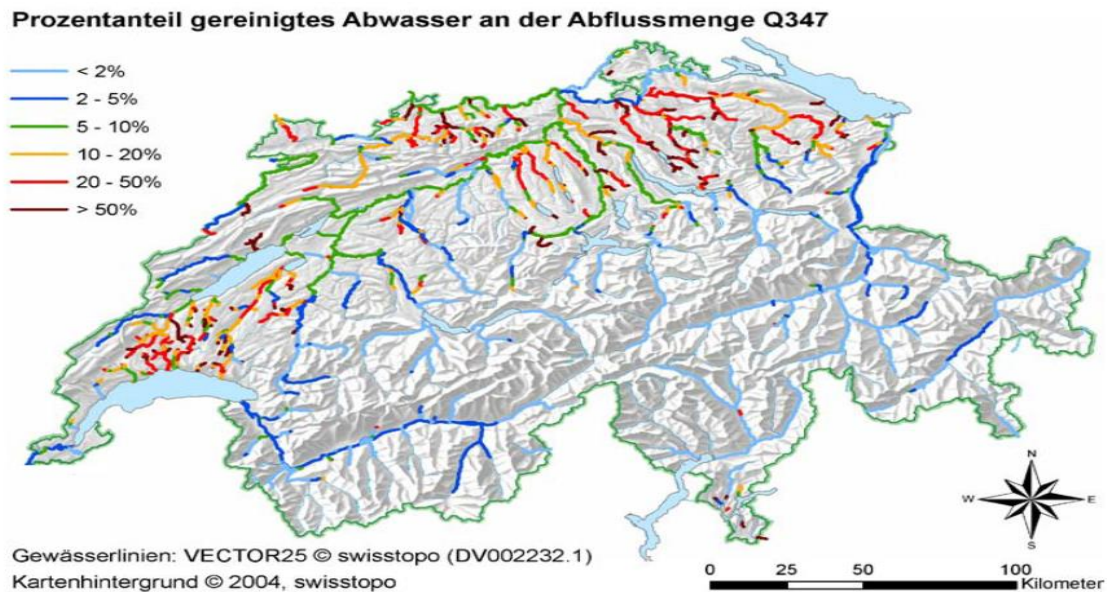 Prozentanteil gereinigtes Abwasser an der Abflussmenge Q347
< 2%
2 - 5%
5 - 10%
10 - 20%
20 - 50%
> 50%
N
W E
S
Gewässerlinien: VECTOR25 © swisstopo (DV002232.1)
Kartenhintergrund © 2004, swisstopo
0 25 50 100
Kilometer